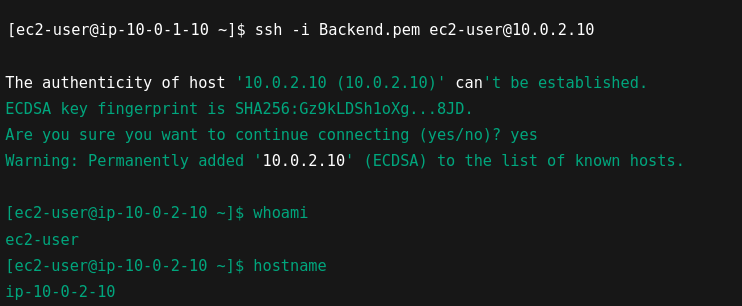 [ec2-user@ip-10-0-1-10 ~]$ ssh -i Backend.pem ec2-user@10.0.2.10
The authenticity of host '10.0.2.10 (10.0.2.10)' can't be established.
ECDSA key fingerprint is SHA256:Gz9kLDSh1oXg...8JD.
Are you sure you want to continue connecting (yes/no)? yes
Warning: Permanently added '10.0.2.10' (ECDSA) to the list of known hosts.
[ec2-user@ip-10-0-2-10 ~]$ whoami
ec2-user
[ec2-user@ip-10-0-2-10 ~]$ hostname
ip-10-0-2-10